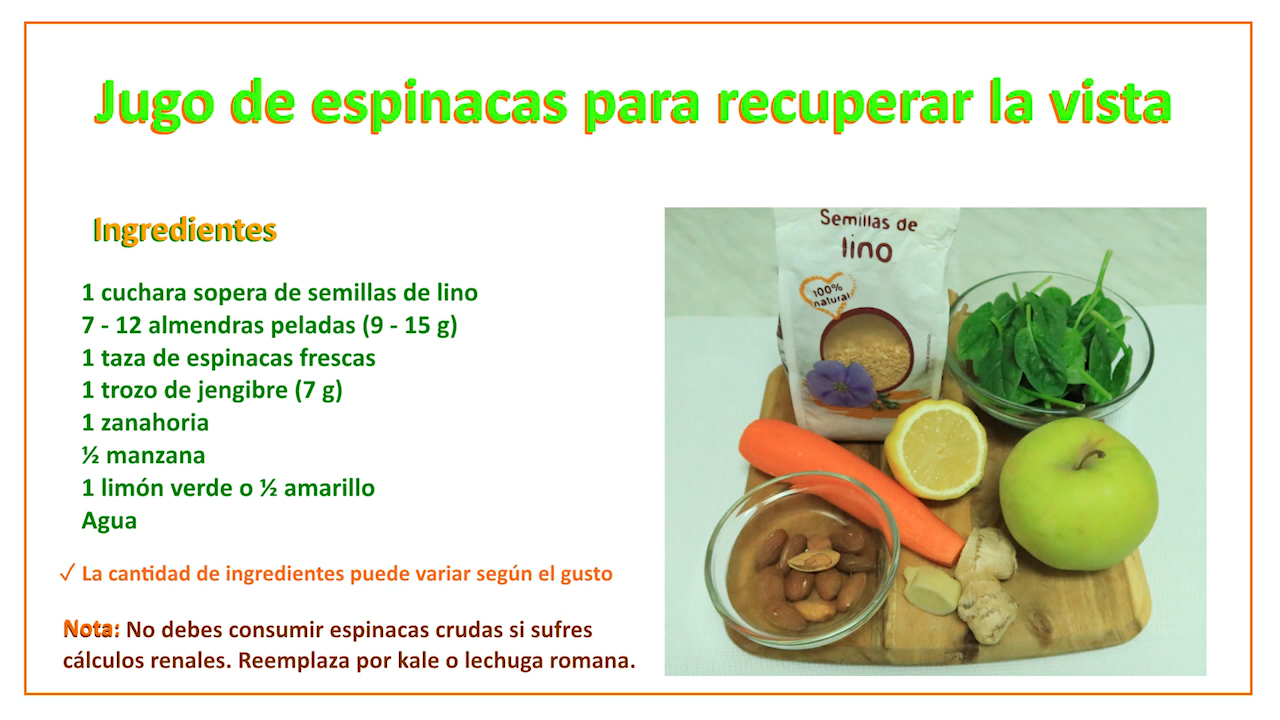 Jugo de espinacas para recuperar la vista
Ingredientes
1 cuchara sopera de semillas de lino
7 - 12 almendras peladas (9 - 15 g)
1 taza de espinacas frescas
1 trozo de jengibre (7 g)
1 zanahoria
½ manzana
1 limón verde o ½ amarillo
Agua
✓ La cantidad de ingredientes puede variar según el gusto
Nota: No debes consumir espinacas crudas si sufres
cálculos renales. Reemplaza por kale o lechuga romana.
Semillas de
lino
100%
natural